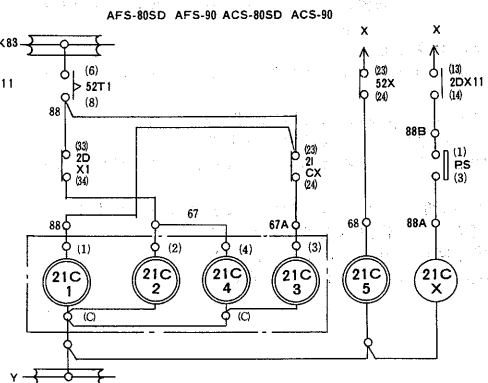 AFS-80SD AFS-90 ACS-80SD ACS-90
X X
K83
(6)
11
52T1
(8)
88
(23)
52X
(24)
(13)
2DX11
(14)
88B
(33)
2D
X1
(34)
(23)
2I
CX
(24)
(1)
PS
(3)
88 67 67A 68 88A
(1) (2) (4) (3)
21C
1
21C
2
21C
4
21C
3
21C
5
21C
X
(C) (C)
Y